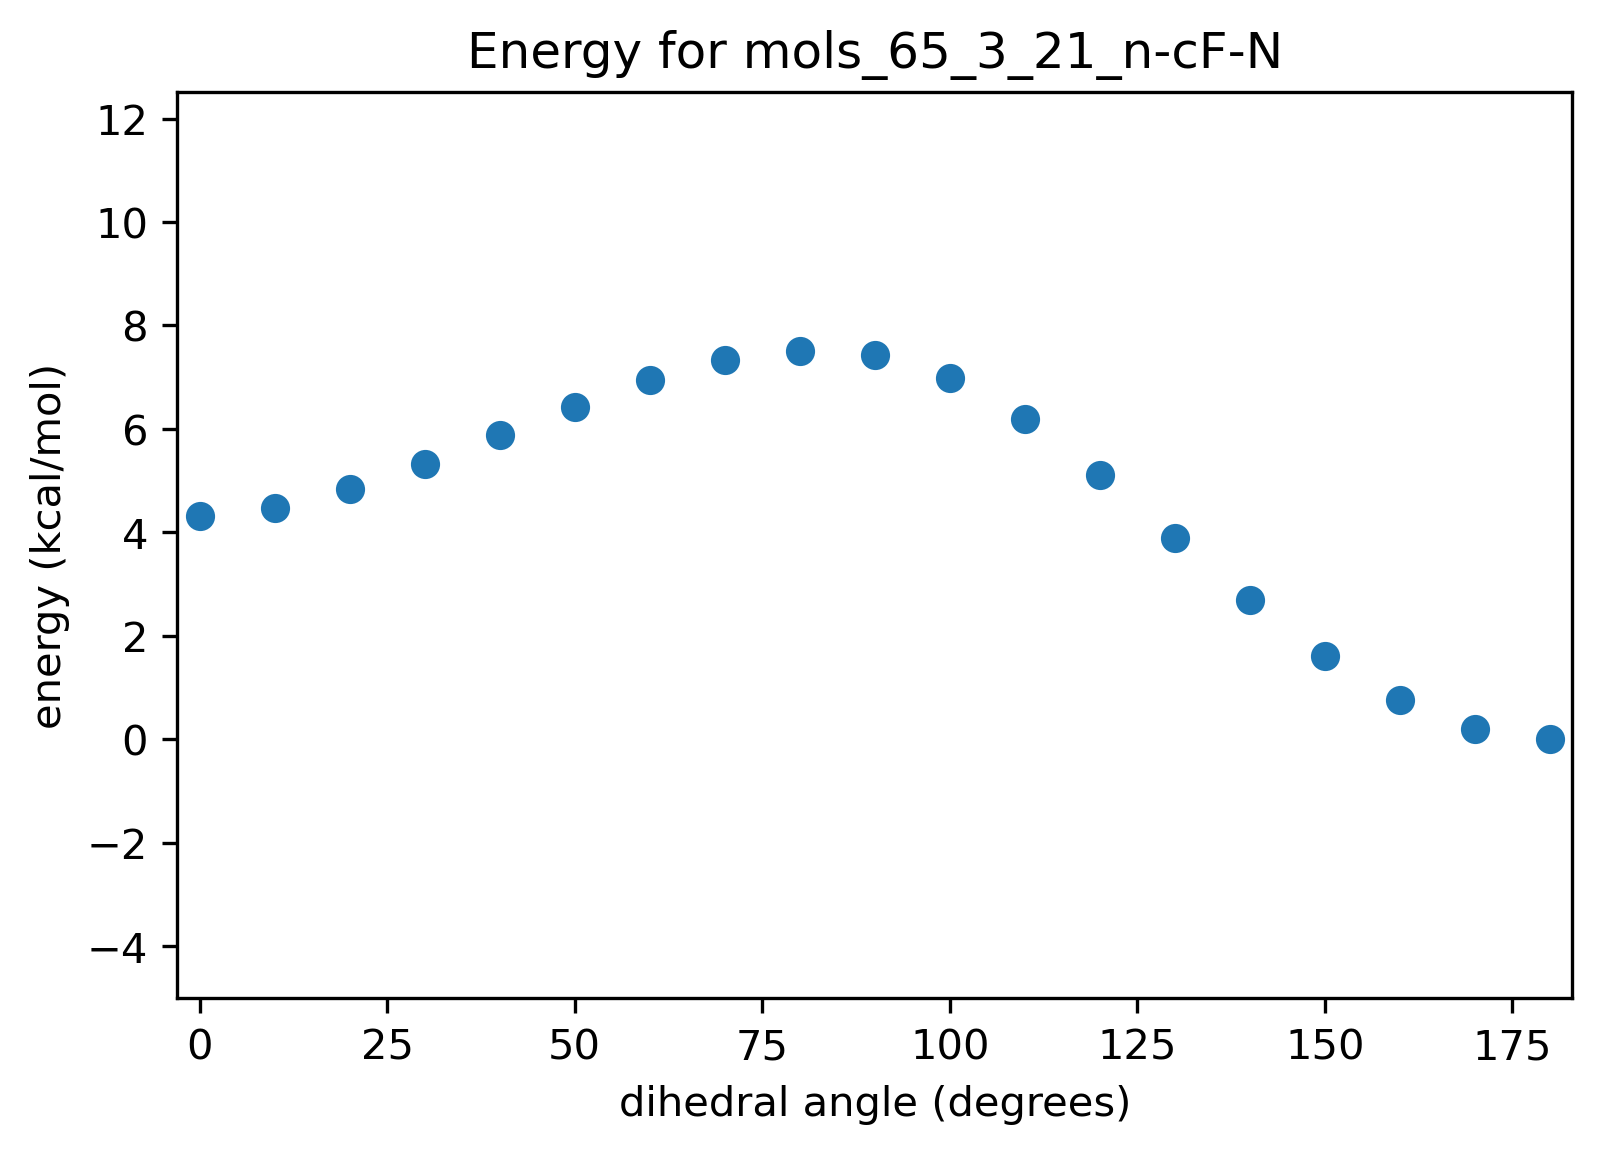 Energy for mols_65_3_21_n-cF-N
12
10
8
6
4
2
0
−2
−4
energy (kcal/mol)
0 25 50 75 100 125 150 175
dihedral angle (degrees)